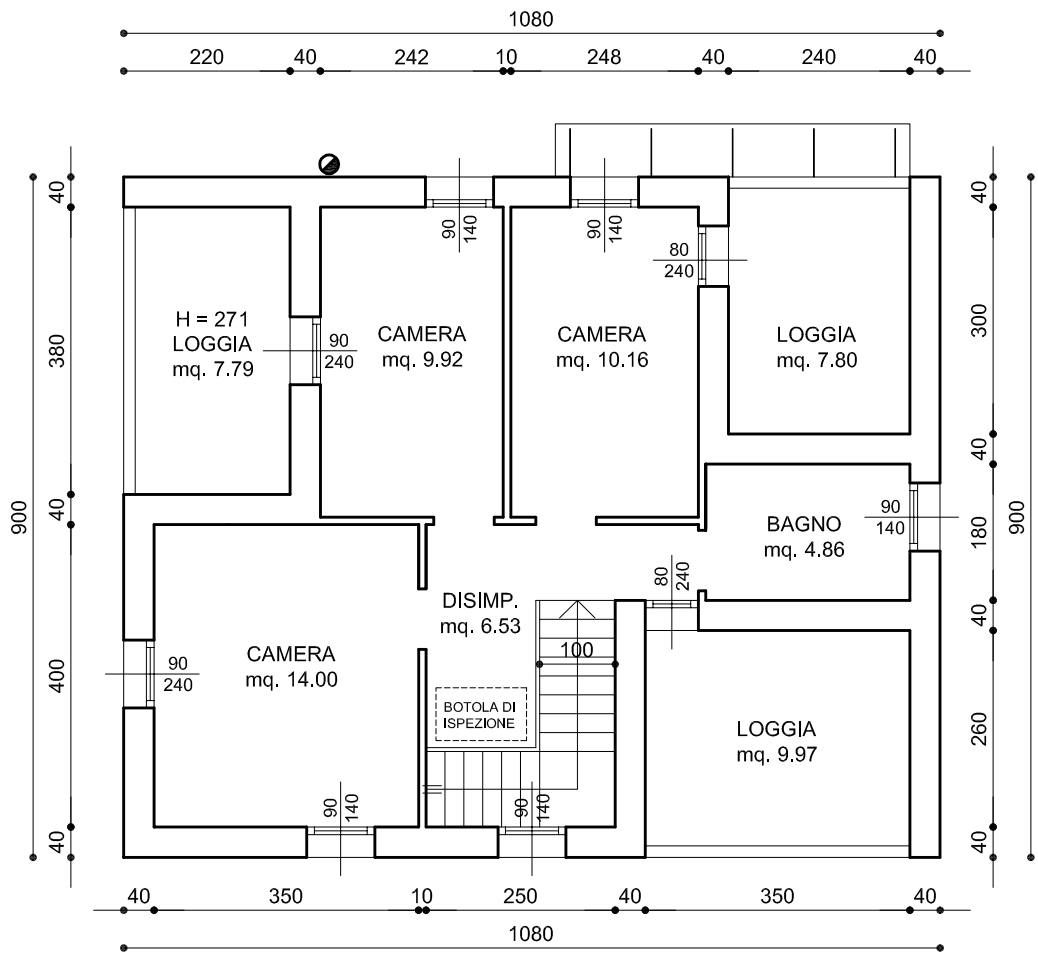 1080
220 40 242 10 248 40 240 40
40
40
90
140
90
140
80
240
H = 271
LOGGIA
mq. 7.79
90
240
CAMERA
mq. 9.92
CAMERA
mq. 10.16
LOGGIA
mq. 7.80
380
300
40
900
40
900
90
140
BAGNO
mq. 4.86
180
80
240
DISIMP.
mq. 6.53
40
90
240
CAMERA
mq. 14.00
100
400
BOTOLA DI
ISPEZIONE
LOGGIA
mq. 9.97
260
90
140
90
140
40
40
40 350 10 250 40 350 40
1080